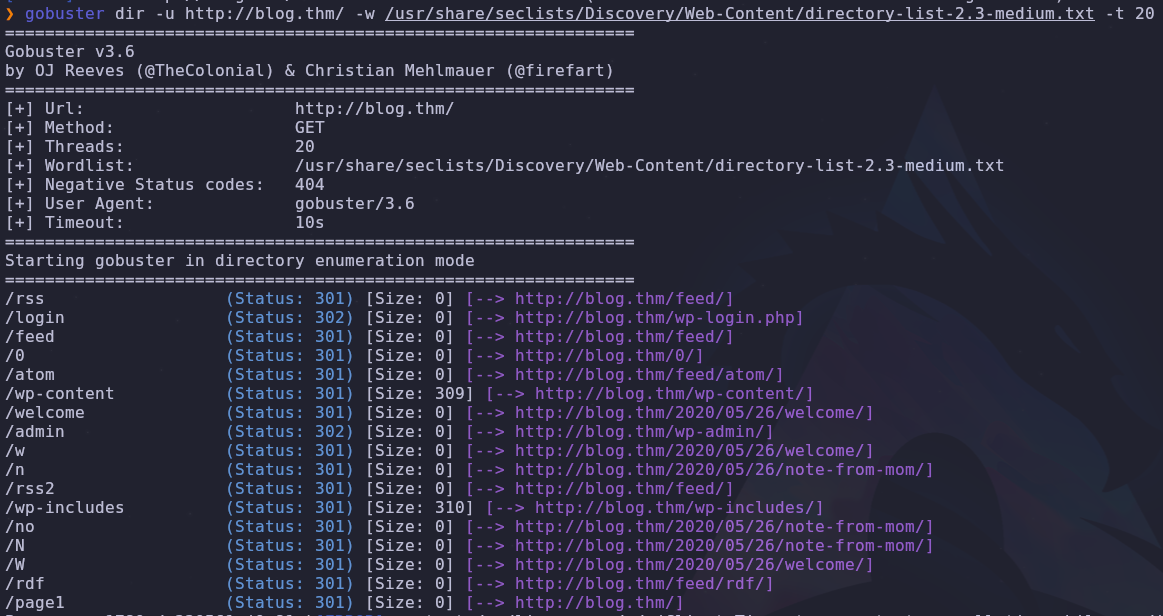 ❯ gobuster dir -u http://blog.thm/ -w /usr/share/seclists/Discovery/Web-Content/directory-list-2.3-medium.txt -t 20
===============================================================
Gobuster v3.6
by OJ Reeves (@TheColonial) & Christian Mehlmauer (@firefart)
===============================================================
[+] Url:                     http://blog.thm/
[+] Method:                  GET
[+] Threads:                 20
[+] Wordlist:                /usr/share/seclists/Discovery/Web-Content/directory-list-2.3-medium.txt
[+] Negative Status codes:   404
[+] User Agent:              gobuster/3.6
[+] Timeout:                 10s
===============================================================
Starting gobuster in directory enumeration mode
===============================================================
/rss                  (Status: 301) [Size: 0] [--> http://blog.thm/feed/]
/login                (Status: 302) [Size: 0] [--> http://blog.thm/wp-login.php]
/feed                 (Status: 301) [Size: 0] [--> http://blog.thm/feed/]
/0                    (Status: 301) [Size: 0] [--> http://blog.thm/0/]
/atom                 (Status: 301) [Size: 0] [--> http://blog.thm/feed/atom/]
/wp-content           (Status: 301) [Size: 309] [--> http://blog.thm/wp-content/]
/welcome              (Status: 301) [Size: 0] [--> http://blog.thm/2020/05/26/welcome/]
/admin                (Status: 302) [Size: 0] [--> http://blog.thm/wp-admin/]
/w                    (Status: 301) [Size: 0] [--> http://blog.thm/2020/05/26/welcome/]
/n                    (Status: 301) [Size: 0] [--> http://blog.thm/2020/05/26/note-from-mom/]
/rss2                 (Status: 301) [Size: 0] [--> http://blog.thm/feed/]
/wp-includes          (Status: 301) [Size: 310] [--> http://blog.thm/wp-includes/]
/no                   (Status: 301) [Size: 0] [--> http://blog.thm/2020/05/26/note-from-mom/]
/N                    (Status: 301) [Size: 0] [--> http://blog.thm/2020/05/26/note-from-mom/]
/W                    (Status: 301) [Size: 0] [--> http://blog.thm/2020/05/26/welcome/]
/rdf                  (Status: 301) [Size: 0] [--> http://blog.thm/feed/rdf/]
/page1                (Status: 301) [Size: 0] [--> http://blog.thm/]